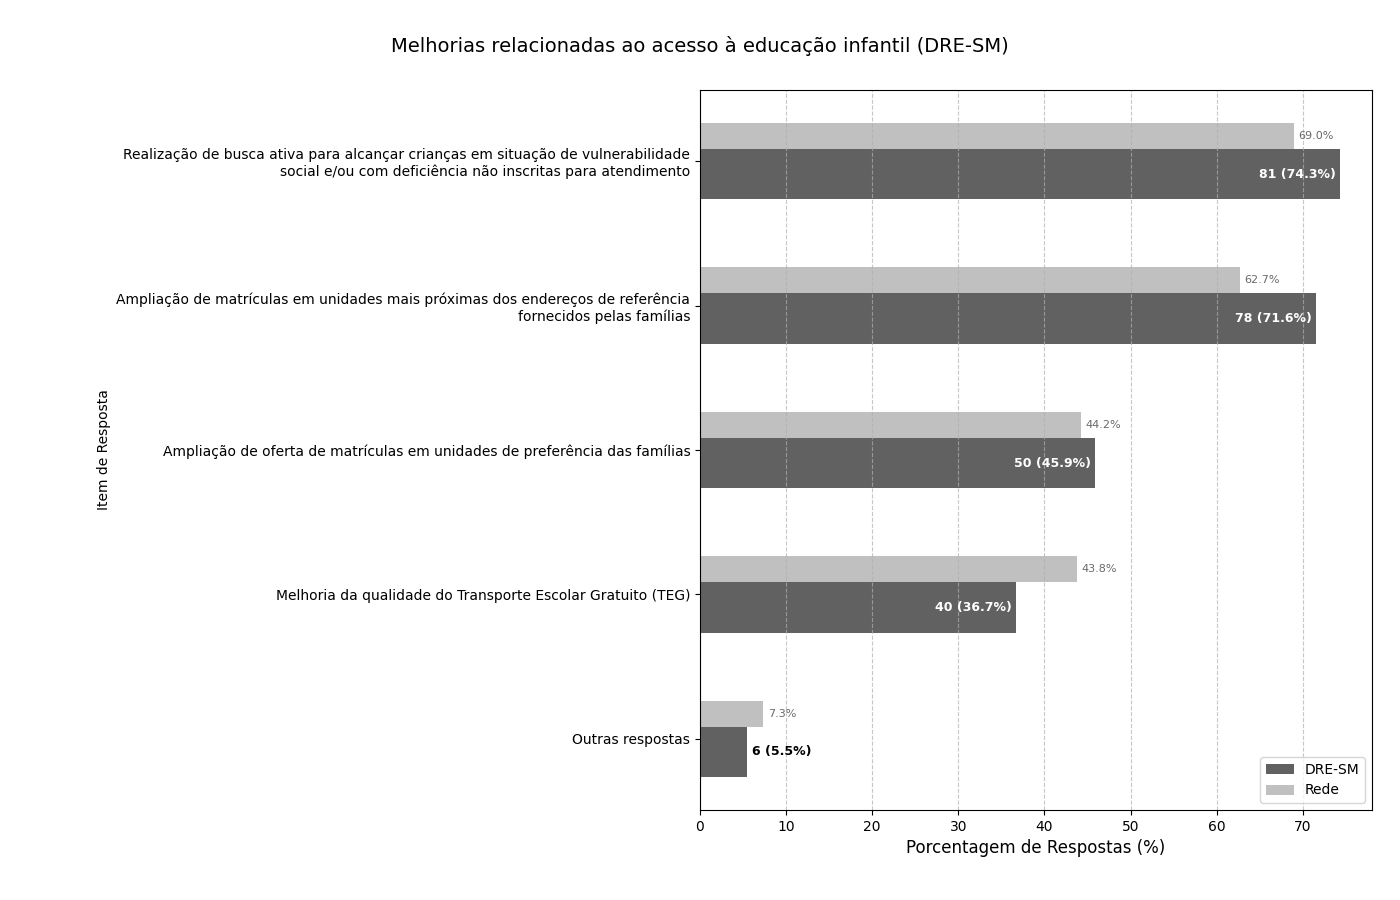 Melhorias relacionadas ao acesso à educação infantil (DRE-SM)
Item de Resposta
Realização de busca ativa para alcançar crianças em situação de vulnerabilidade
social e/ou com deficiência não inscritas para atendimento
69.0%
81 (74.3%)
Ampliação de matrículas em unidades mais próximas dos endereços de referência
fornecidos pelas famílias
62.7%
78 (71.6%)
Ampliação de oferta de matrículas em unidades de preferência das famílias
44.2%
50 (45.9%)
Melhoria da qualidade do Transporte Escolar Gratuito (TEG)
43.8%
40 (36.7%)
Outras respostas
7.3%
6 (5.5%)
DRE-SM
Rede
0 10 20 30 40 50 60 70
Porcentagem de Respostas (%)